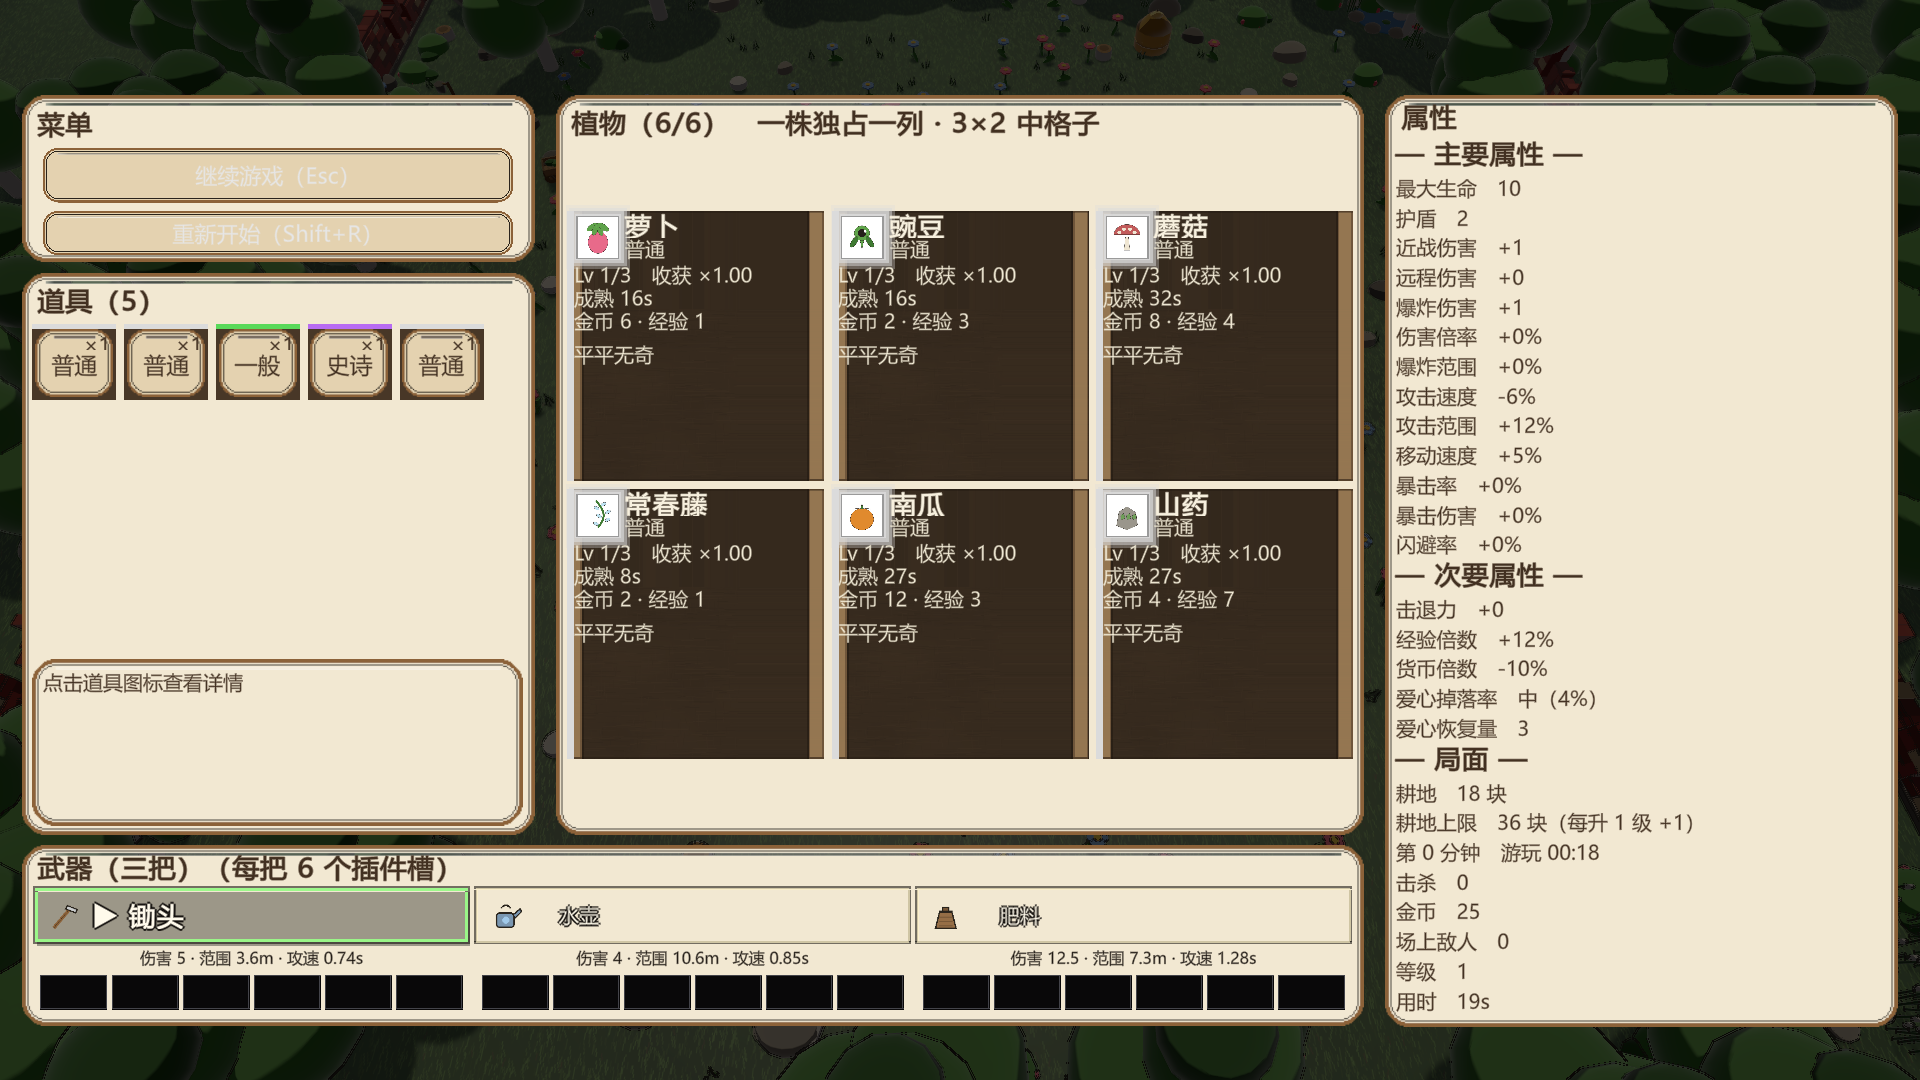 菜单
继续游戏（Esc）
重新开始（Shift+R）
道具（5）
×1 ×1 ×1 ×1 ×1
普通 普通 一般 史诗 普通
点击道具图标查看详情
植物（6/6） 一株独占一列 · 3×2 中格子
萝卜
普通
Lv 1/3 收获 ×1.00
成熟 16s
金币 6 · 经验 1
平平无奇
豌豆
普通
Lv 1/3 收获 ×1.00
成熟 16s
金币 2 · 经验 3
平平无奇
蘑菇
普通
Lv 1/3 收获 ×1.00
成熟 32s
金币 8 · 经验 4
平平无奇
常春藤
普通
Lv 1/3 收获 ×1.00
成熟 8s
金币 2 · 经验 1
平平无奇
南瓜
普通
Lv 1/3 收获 ×1.00
成熟 27s
金币 12 · 经验 3
平平无奇
山药
普通
Lv 1/3 收获 ×1.00
成熟 27s
金币 4 · 经验 7
平平无奇
武器（三把）（每把 6 个插件槽）
▶ 锄头
伤害 5 · 范围 3.6m · 攻速 0.74s
水壶
伤害 4 · 范围 10.6m · 攻速 0.85s
肥料
伤害 12.5 · 范围 7.3m · 攻速 1.28s
属性
— 主要属性 —
最大生命 10
护盾 2
近战伤害 +1
远程伤害 +0
爆炸伤害 +1
伤害倍率 +0%
爆炸范围 +0%
攻击速度 -6%
攻击范围 +12%
移动速度 +5%
暴击率 +0%
暴击伤害 +0%
闪避率 +0%
— 次要属性 —
击退力 +0
经验倍数 +12%
货币倍数 -10%
爱心掉落率 中（4%）
爱心恢复量 3
— 局面 —
耕地 18 块
耕地上限 36 块（每升 1 级 +1）
第 0 分钟 游玩 00:18
击杀 0
金币 25
场上敌人 0
等级 1
用时 19s